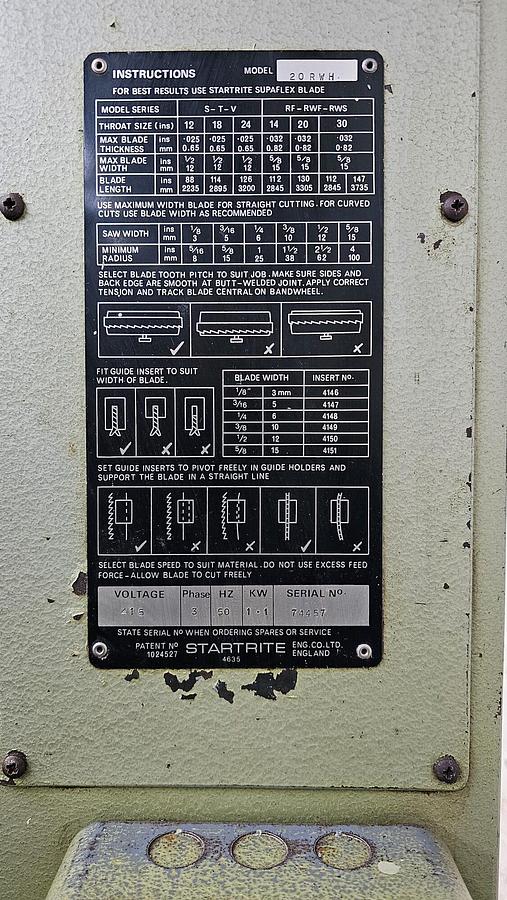 INSTRUCTIONS MODEL 20 RWH.
FOR BEST RESULTS USE STARTRITE SUPAFLEX BLADE
MODEL SERIES S-T-V RF-RWF-RWS
THROAT SIZE (ins) 12 18 24 14 20 30
MAX BLADE THICKNESS ins ·025 ·025 ·025 ·032 ·032 ·032
mm 0.65 0.65 0.65 0.82 0.82 0·82
MAX BLADE WIDTH ins 1/2 1/2 1/2 5/8 5/8 5/8
mm 12 12 12 15 15 15
BLADE LENGTH ins 88 114 126 112 130 112 147
mm 2235 2895 3200 2845 3305 2845 3735
USE MAXIMUM WIDTH BLADE FOR STRAIGHT CUTTING. FOR CURVED
CUTS USE BLADE WIDTH AS RECOMMENDED
SAW WIDTH ins 1/8 3/16 1/4 3/8 1/2 5/8
mm 3 5 6 10 12 15
MINIMUM RADIUS ins 5/16 5/8 1 1 1/2 2 1/2 4
mm 8 15 25 38 62 100
SELECT BLADE TOOTH PITCH TO SUIT JOB. MAKE SURE SIDES AND
BACK EDGE ARE SMOOTH AT BUTT-WELDED JOINT. APPLY CORRECT
TENSION AND TRACK BLADE CENTRAL ON BANDWHEEL.
FIT GUIDE INSERT TO SUIT
WIDTH OF BLADE.
BLADE WIDTH INSERT No.
1/8" 3 mm 4146
3/16 5 4147
1/4 6 4148
3/8 10 4149
1/2 12 4150
5/8 15 4151
SET GUIDE INSERTS TO PIVOT FREELY IN GUIDE HOLDERS AND
SUPPORT THE BLADE IN A STRAIGHT LINE
SELECT BLADE SPEED TO SUIT MATERIAL. DO NOT USE EXCESS FEED
FORCE-ALLOW BLADE TO CUT FREELY
VOLTAGE Phase HZ KW SERIAL No.
415 3 50 1·1 74457
STATE SERIAL No WHEN ORDERING SPARES OR SERVICE
PATENT No 1024527 STARTRITE ENG. CO. LTD. ENGLAND
4635